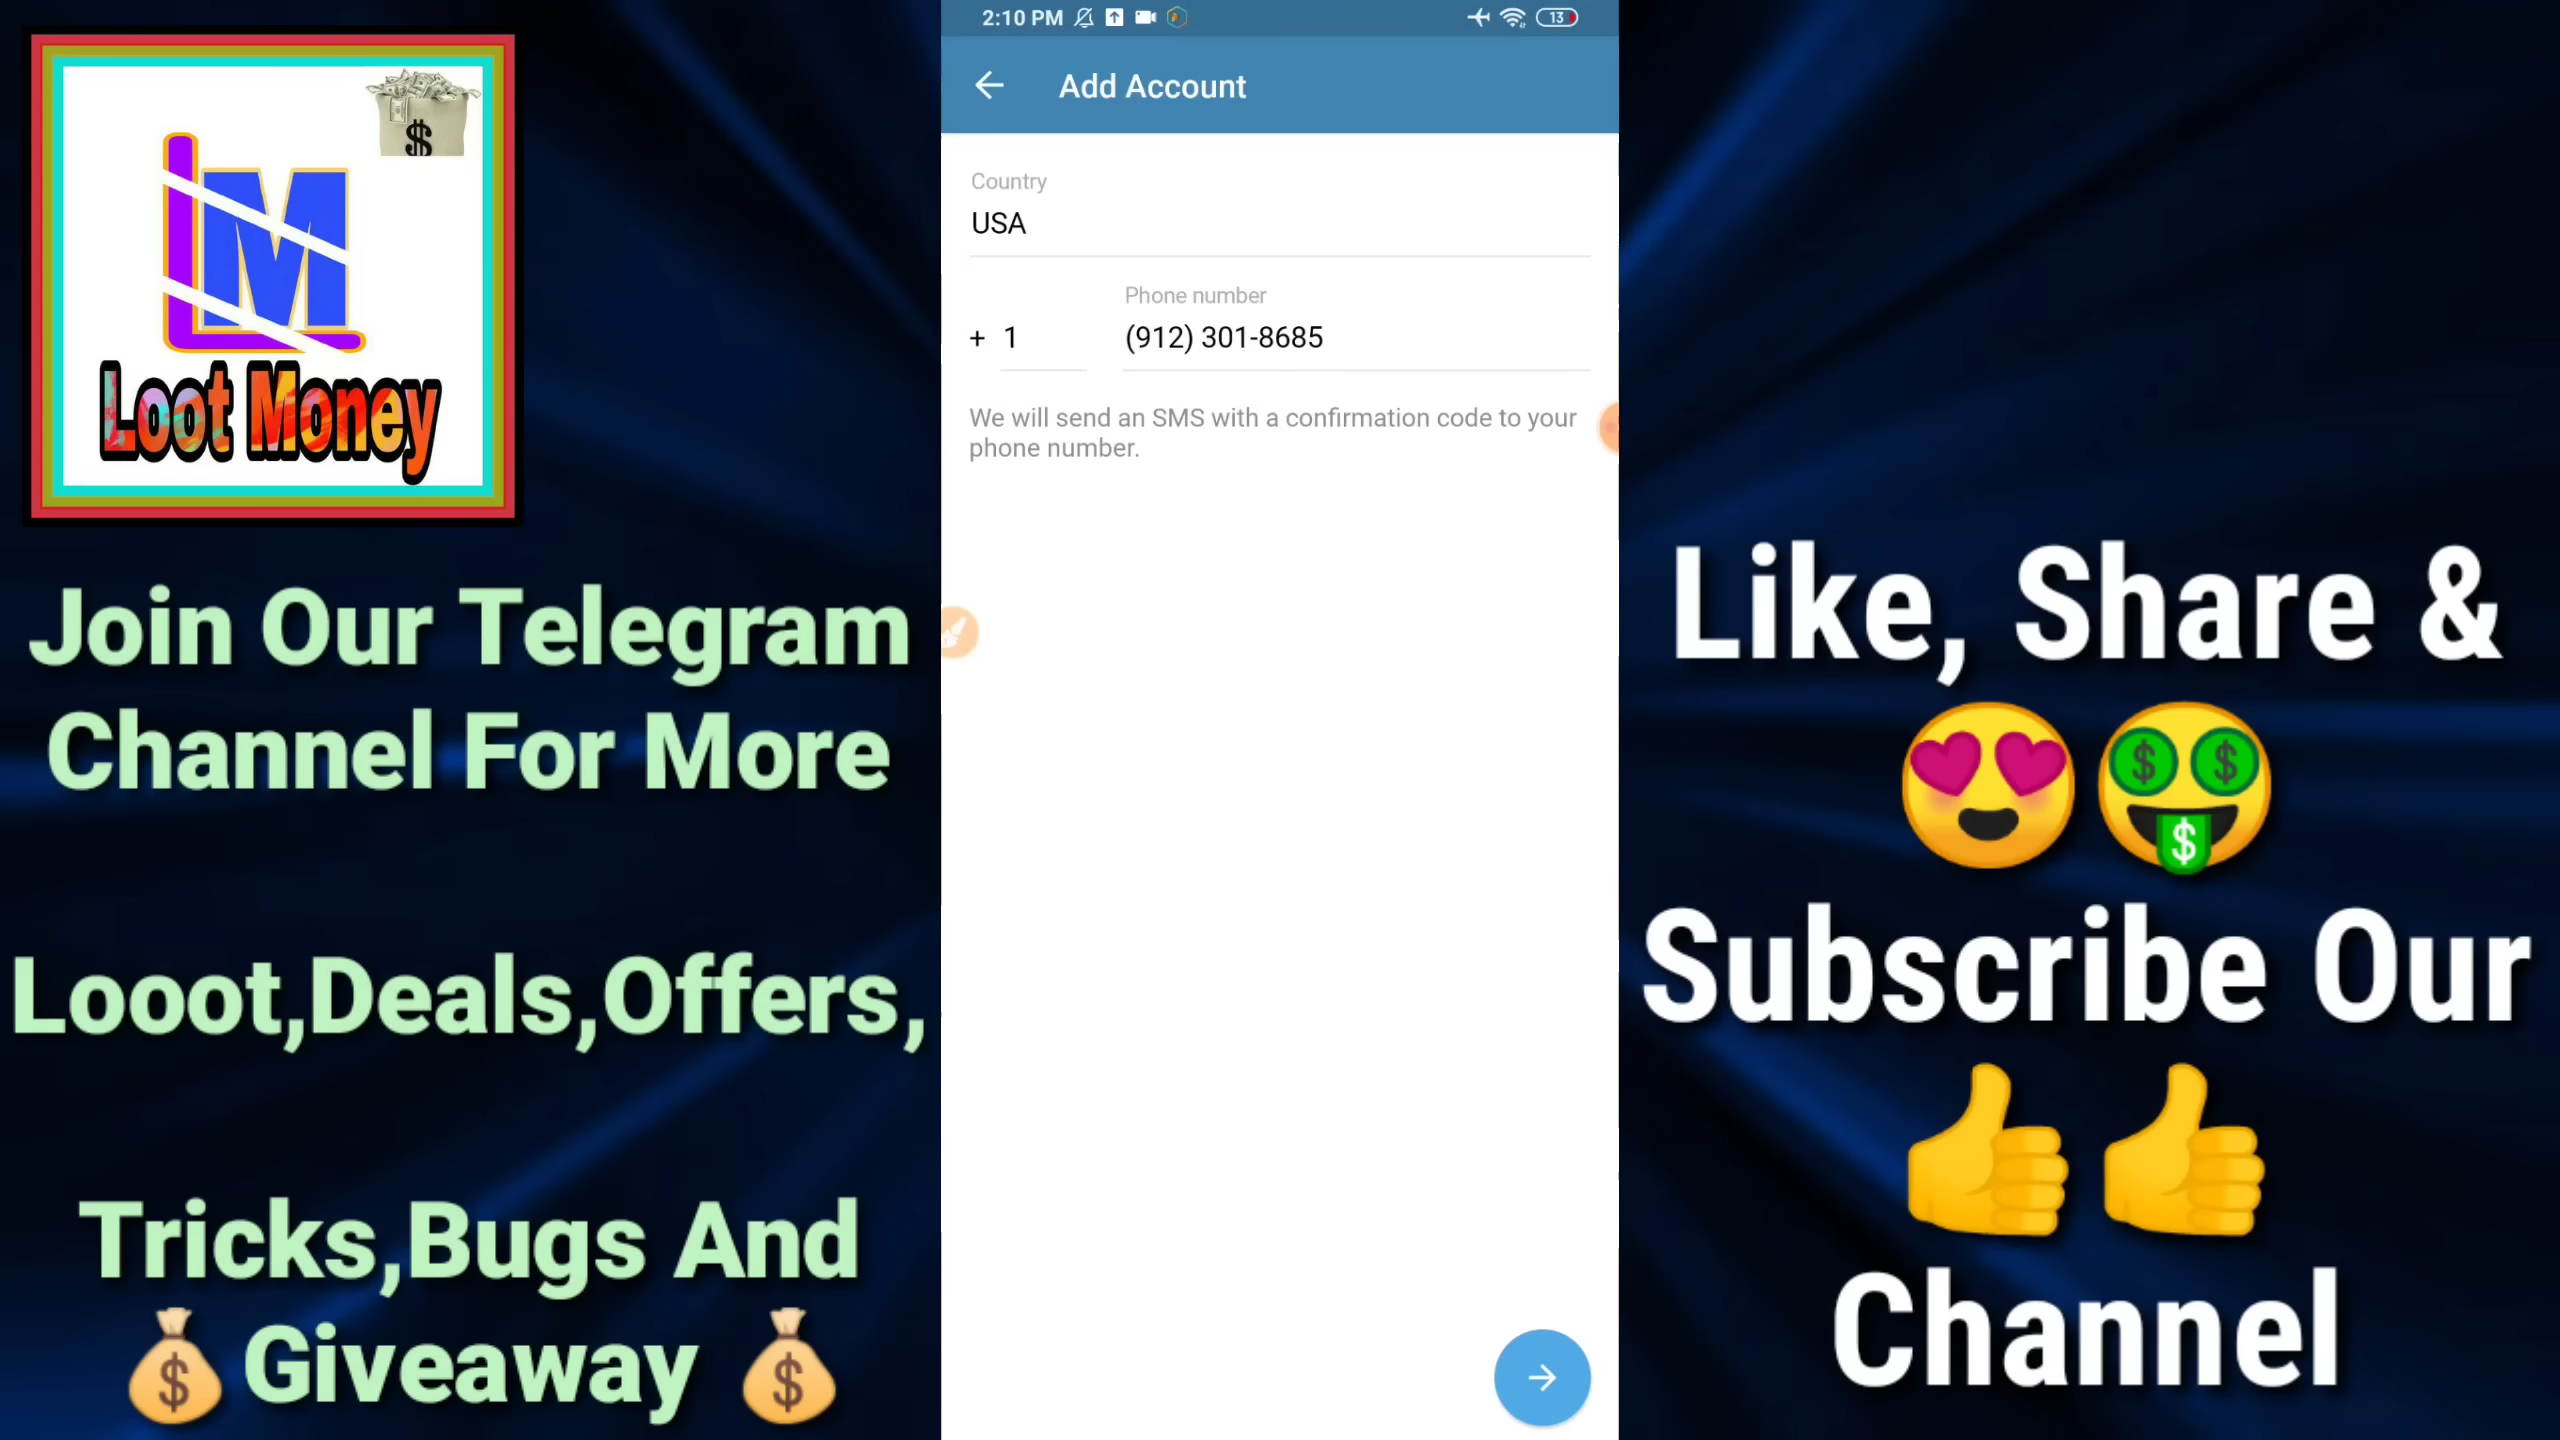 LM
$
Loot Money
Join Our Telegram
Channel For More
Looot,Deals,Offers,
Tricks,Bugs And
Giveaway
2:10 PM
13
Add Account
Country
USA
Phone number
+ 1 (912) 301-8685
We will send an SMS with a confirmation code to your
phone number.
Like, Share &
Subscribe Our
Channel